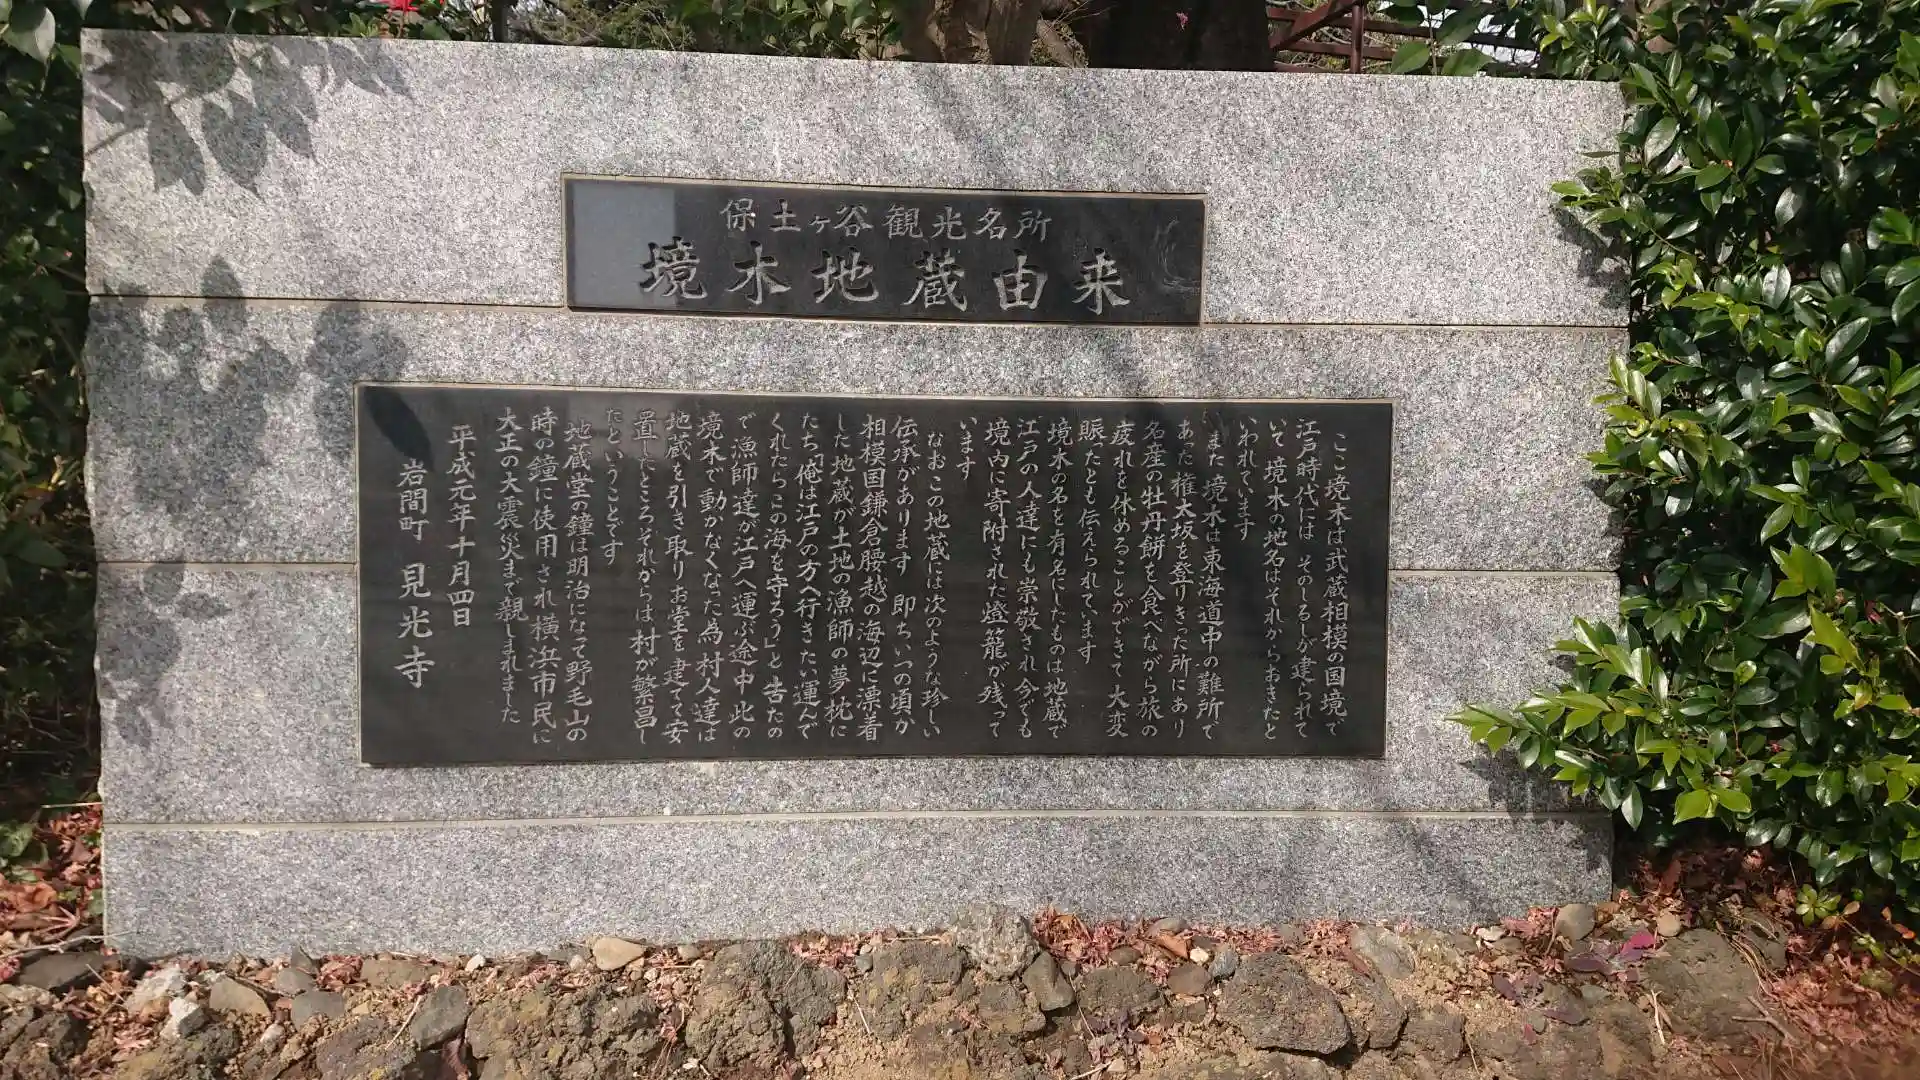 保土ヶ谷観光名所
境木地蔵由来
ここ境木は武蔵相模の国境で
江戸時代には そのしるしが建られて
いて 境木の地名はそれからおきたと
いわれています
また 境木は東海道中の難所で
あった権太坂を登りきった所にあり
名産の牡丹餅を食べながら旅の
疲れを休めることができて 大変
賑ったとも伝えられています
境木の名を有名にしたものは地蔵で
江戸の人達にも崇敬され今でも
境内に寄附された燈籠が残って
います
なおこの地蔵には次のような珍しい
伝承があります 即ちいつの頃か
相模国鎌倉腰越の海辺に漂着
した地蔵が土地の漁師の夢枕に
たち「俺は江戸の方へ行きたい運んで
くれたらこの海を守ろう」と告たの
で漁師達が江戸へ運ぶ途中此の
境木で動かなくなった為 村人達は
地蔵を引き取りお堂を建てて安
置したところそれからは 村が繁昌し
たということです
地蔵堂の鐘は明治になって野毛山の
時の鐘に使用され横浜市民に
大正の大震災まで親しまれました
平成元年十月四日
岩間町 見光寺